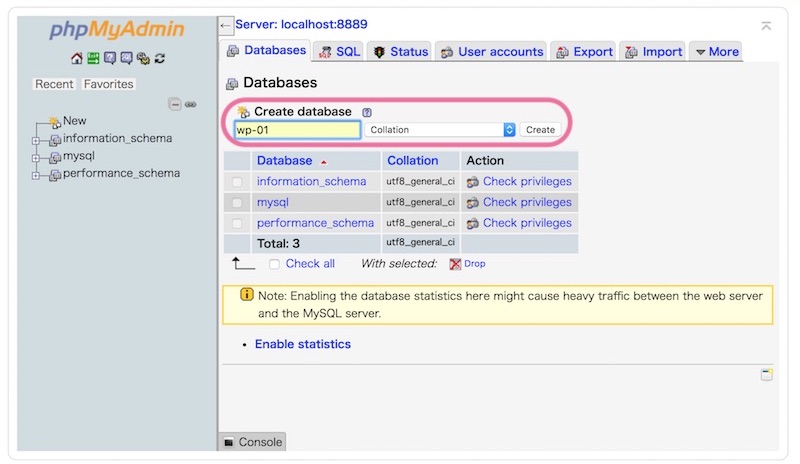 phpMyAdmin
Recent Favorites
New
information_schema
mysql
performance_schema
Server: localhost:8889
Databases SQL Status User accounts Export Import More
Databases
Create database
wp-01 Collation Create
Database Collation Action
information_schema utf8_general_ci Check privileges
mysql utf8_general_ci Check privileges
performance_schema utf8_general_ci Check privileges
Total: 3 utf8_general_ci
Check all With selected: Drop
Note: Enabling the database statistics here might cause heavy traffic between the web server
and the MySQL server.
• Enable statistics
Console